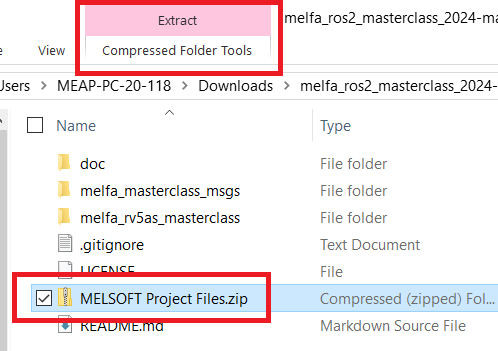 Extract
melfa_ros2_masterclass_2024-ma
View
Compressed Folder Tools
Users > MEAP-PC-20-118 > Downloads > melfa_ros2_masterclass_2024-m
Name
Type
doc
File folder
melfa_masterclass_msgs
File folder
melfa_rv5as_masterclass
File folder
.gitignore
Text Document
LICENSE
File
MELSOFT Project Files.zip
Compressed (zipped) Fol...
README.md
Markdown Source File